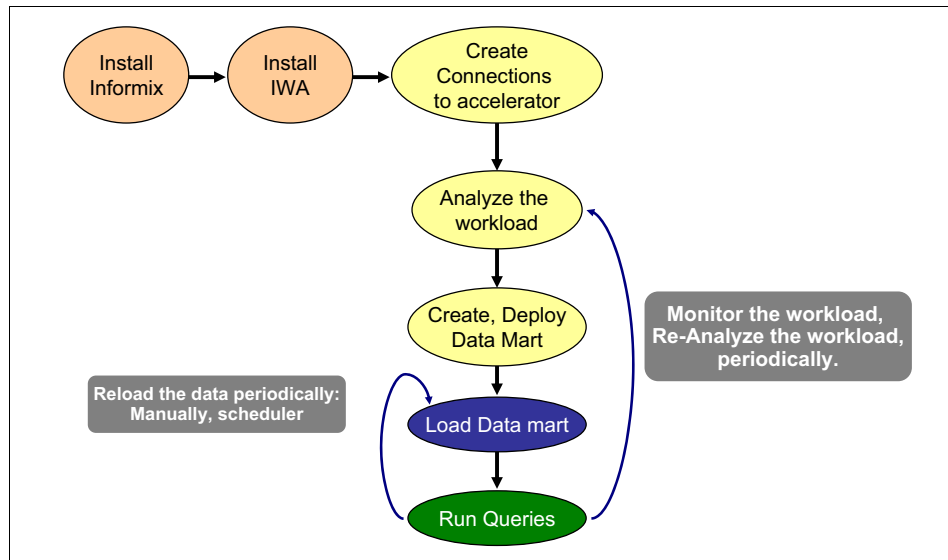 Install
Informix
Install
IWA
Create
Connections
to accelerator
Analyze the
workload
Create, Deploy
Data Mart
Monitor the workload,
Re-Analyze the workload,
periodically.
Reload the data periodically:
Manually, scheduler
Load Data mart
Run Queries